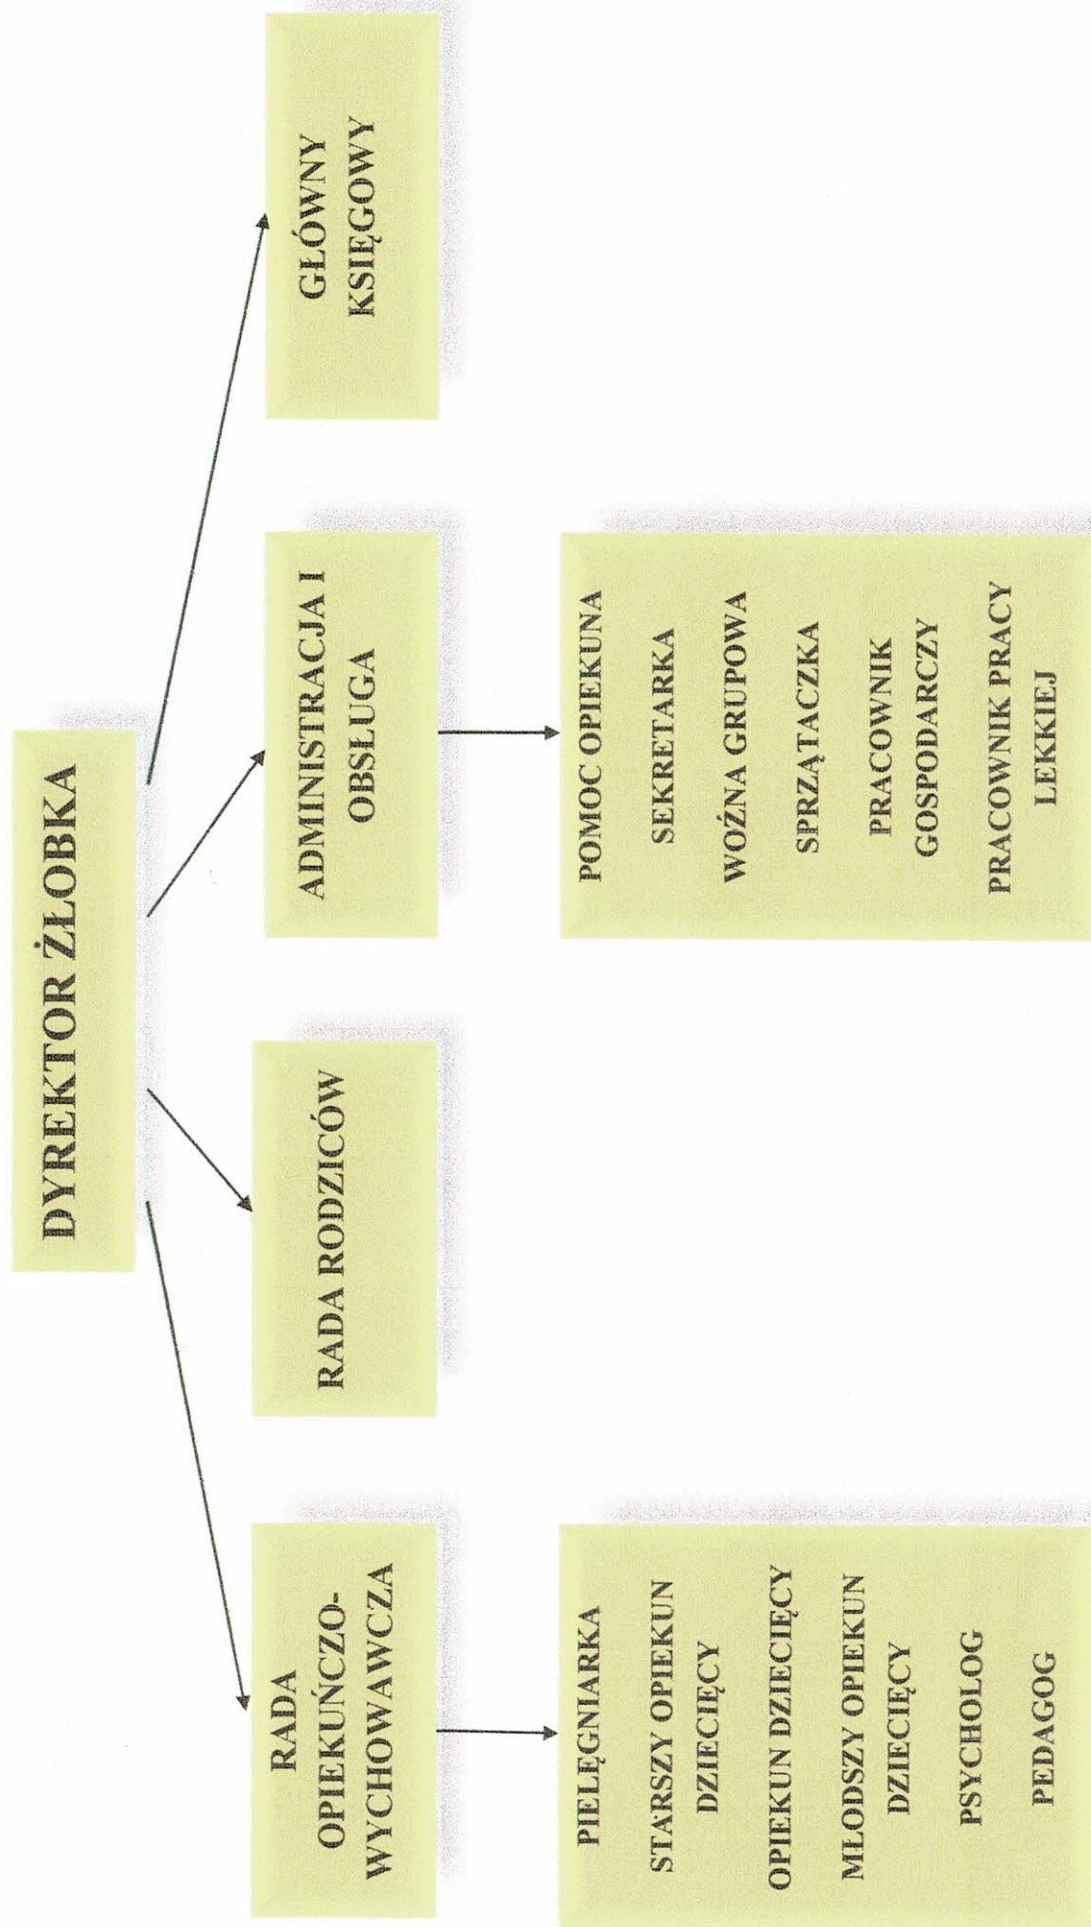 DYREKTOR ŻŁOBKA
RADA
OPIEKUŃCZO-
WYCHOWAWCZA
RADA RODZICÓW
ADMINISTRACJA I
OBSŁUGA
GŁÓWNY
KSIĘGOWY
PIELĘGNIARKA
STARSZY OPIEKUN
DZIECIĘCY
OPIEKUN DZIECIĘCY
MŁODSZY OPIEKUN
DZIECIĘCY
PSYCHOLOG
PEDAGOG
POMOC OPIEKUNA
SEKRETARKA
WOŹNA GRUPOWA
SPRZĄTACZKA
PRACOWNIK
GOSPODARCZY
PRACOWNIK PRACY
LEKKIEJ